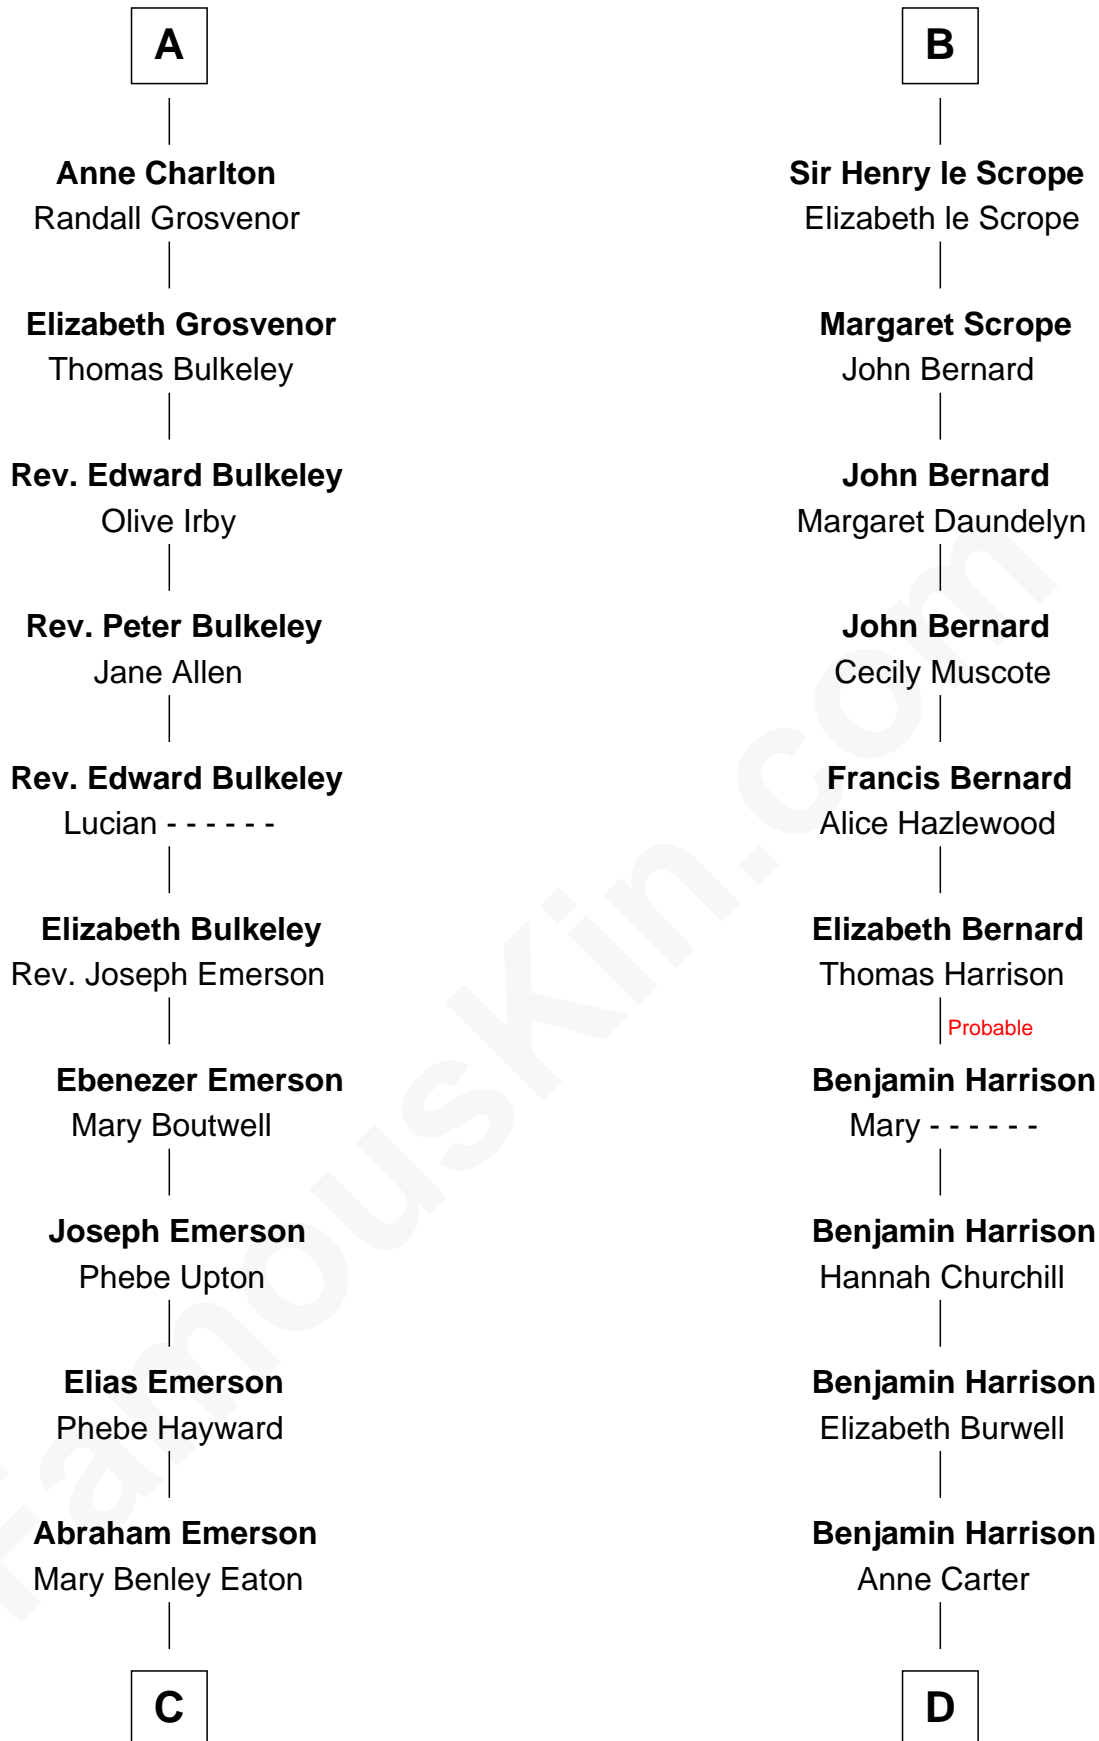 A
Anne Charlton
Randall Grosvenor
Elizabeth Grosvenor
Thomas Bulkeley
Rev. Edward Bulkeley
Olive Irby
Rev. Peter Bulkeley
Jane Allen
Rev. Edward Bulkeley
Lucian - - - - - -
Elizabeth Bulkeley
Rev. Joseph Emerson
Ebenezer Emerson
Mary Boutwell
Joseph Emerson
Phebe Upton
Elias Emerson
Phebe Hayward
Abraham Emerson
Mary Benley Eaton
C
B
Sir Henry le Scrope
Elizabeth le Scrope
Margaret Scrope
John Bernard
John Bernard
Margaret Daundelyn
John Bernard
Cecily Muscote
Francis Bernard
Alice Hazlewood
Elizabeth Bernard
Thomas Harrison
Probable
Benjamin Harrison
Mary - - - - - -
Benjamin Harrison
Hannah Churchill
Benjamin Harrison
Elizabeth Burwell
Benjamin Harrison
Anne Carter
D
FamousKin.com